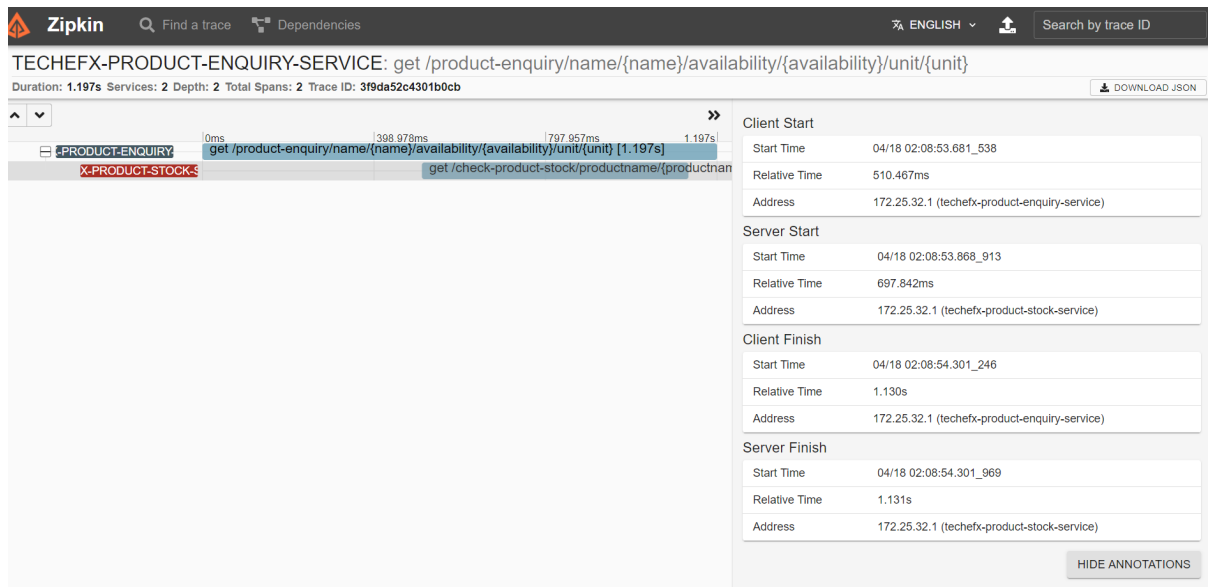 Zipkin Find a trace Dependencies ENGLISH Search by trace ID
TECHEFX-PRODUCT-ENQUIRY-SERVICE: get /product-enquiry/name/{name}/availability/{availability}/unit/{unit}
Duration: 1.197s Services: 2 Depth: 2 Total Spans: 2 Trace ID: 3f9da52c4301b0cb DOWNLOAD JSON
0ms 398.978ms 797.957ms 1.197s
-PRODUCT-ENQUIRY- get /product-enquiry/name/{name}/availability/{availability}/unit/{unit} [1.197s]
X-PRODUCT-STOCK-S get /check-product-stock/productname/{productnam
Client Start
Start Time 04/18 02:08:53.681_538
Relative Time 510.467ms
Address 172.25.32.1 (techefx-product-enquiry-service)
Server Start
Start Time 04/18 02:08:53.868_913
Relative Time 697.842ms
Address 172.25.32.1 (techefx-product-stock-service)
Client Finish
Start Time 04/18 02:08:54.301_246
Relative Time 1.130s
Address 172.25.32.1 (techefx-product-enquiry-service)
Server Finish
Start Time 04/18 02:08:54.301_969
Relative Time 1.131s
Address 172.25.32.1 (techefx-product-stock-service)
HIDE ANNOTATIONS